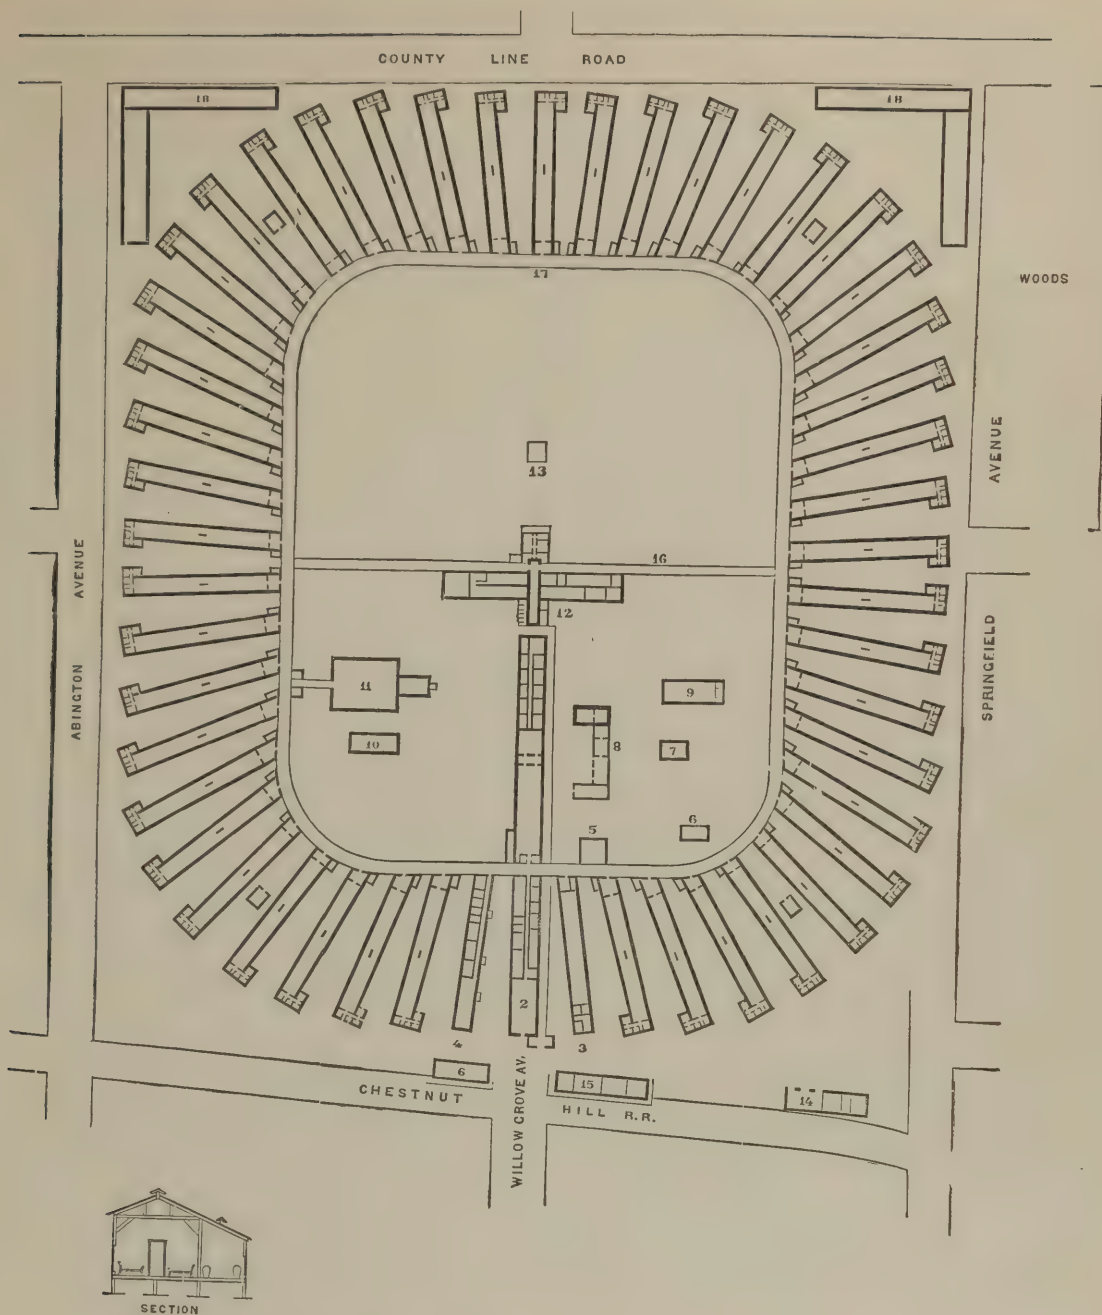 COUNTY LINE ROAD
18 18
WOODS
17
13
AVENUE
16
AVENUE
12
SPRINGFIELD
ABINGTON
11
9
10
8
7
5
6
2
4
3
6
15
14
CHESTNUT
HILL R.R.
WILLOW GROVE AV.
SECTION